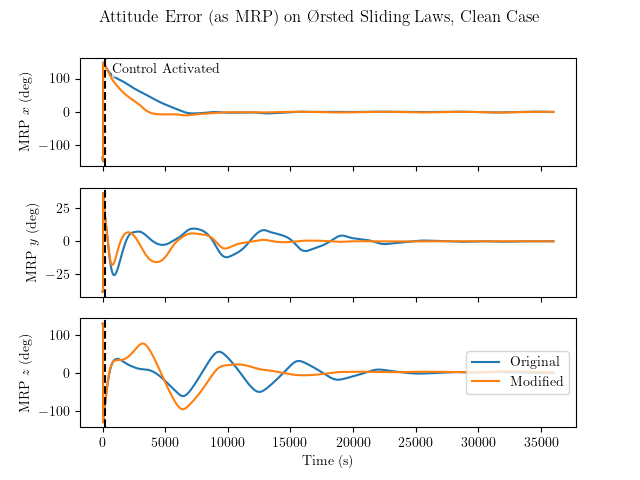 Attitude Error (as MRP) on Ørsted Sliding Laws, Clean Case
Control Activated
MRP x (deg)
100
0
−100
MRP y (deg)
25
0
−25
MRP z (deg)
100
0
−100
Original
Modified
0 5000 10000 15000 20000 25000 30000 35000
Time (s)